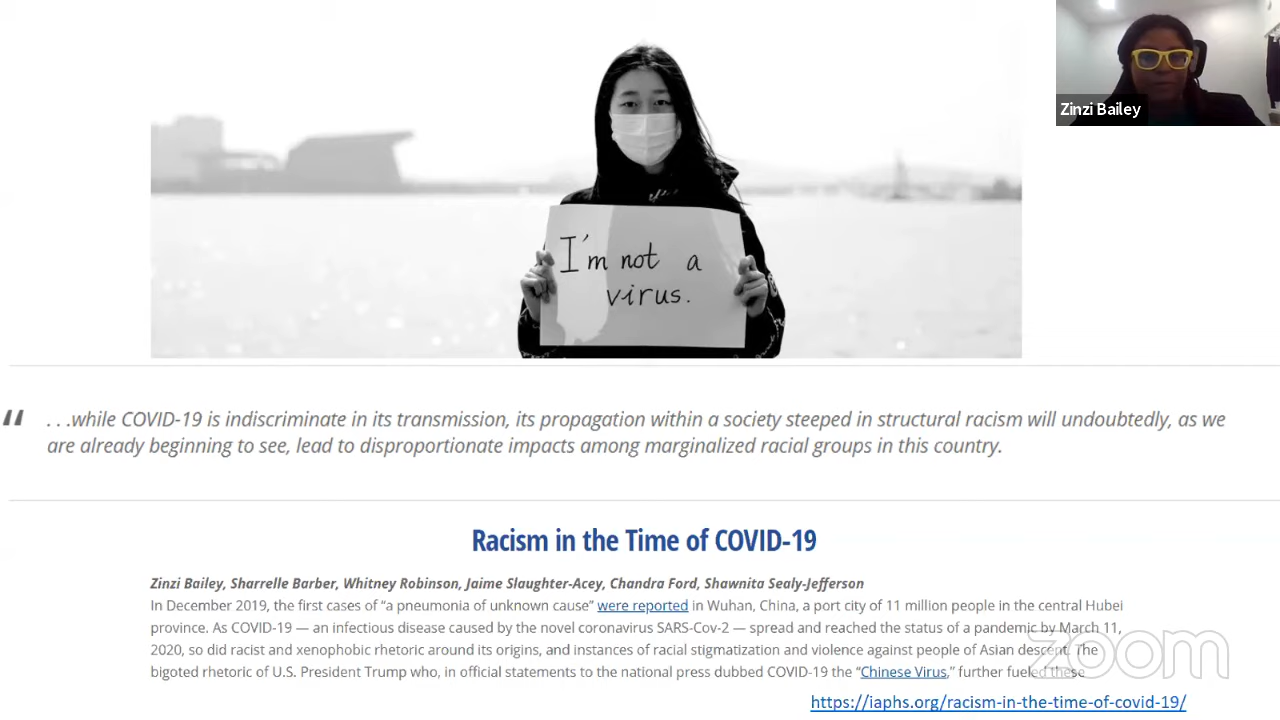 Zinzi Bailey
I'm not a
virus.
“ . . .while COVID-19 is indiscriminate in its transmission, its propagation within a society steeped in structural racism will undoubtedly, as we
are already beginning to see, lead to disproportionate impacts among marginalized racial groups in this country.
Racism in the Time of COVID-19
Zinzi Bailey, Sharrelle Barber, Whitney Robinson, Jaime Slaughter-Acey, Chandra Ford, Shawnita Sealy-Jefferson
In December 2019, the first cases of “a pneumonia of unknown cause” were reported in Wuhan, China, a port city of 11 million people in the central Hubei
province. As COVID-19 — an infectious disease caused by the novel coronavirus SARS-Cov-2 — spread and reached the status of a pandemic by March 11,
2020, so did racist and xenophobic rhetoric around its origins, and instances of racial stigmatization and violence against people of Asian descent. The
bigoted rhetoric of U.S. President Trump who, in official statements to the national press dubbed COVID-19 the “Chinese Virus,” further fueled these
zoom
https://iaphs.org/racism-in-the-time-of-covid-19/